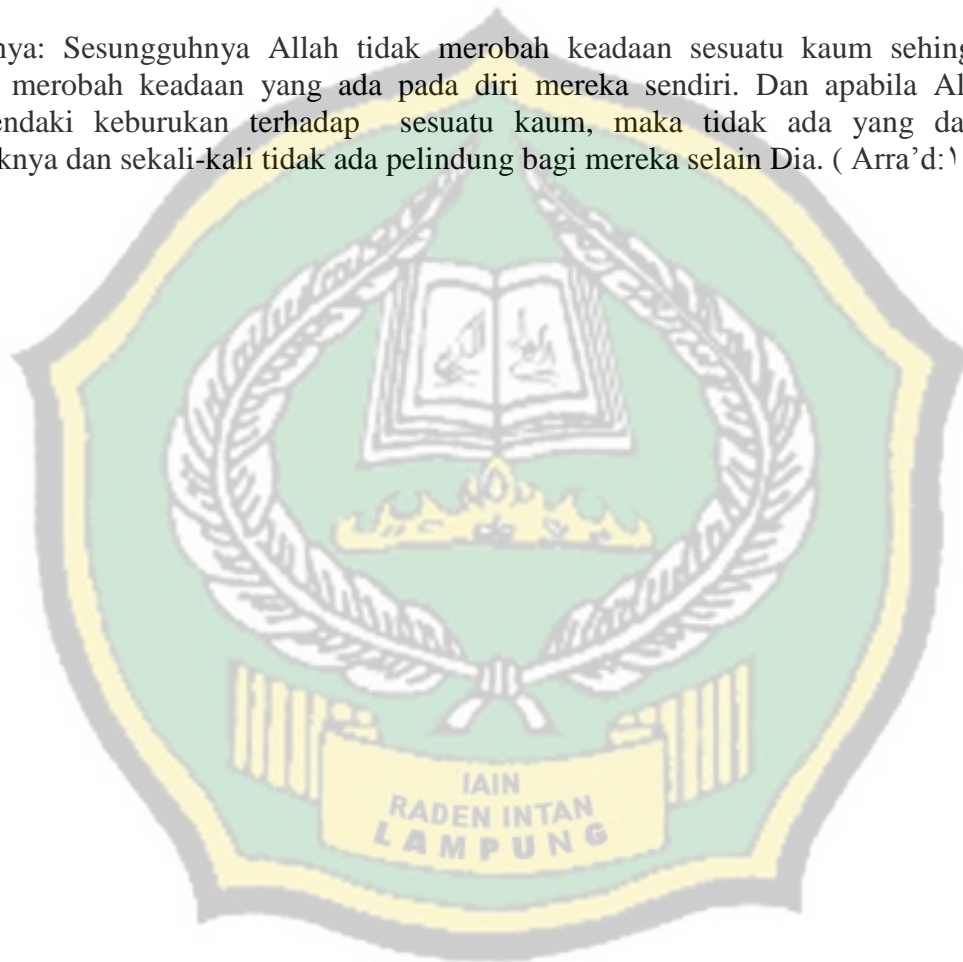 nya: Sesungguhnya Allah tidak merobah keadaan sesuatu kaum sehing
merobah keadaan yang ada pada diri mereka sendiri. Dan apabila Al
endaki keburukan terhadap sesuatu kaum, maka tidak ada yang da
knya dan sekali-kali tidak ada pelindung bagi mereka selain Dia. ( Arra’d:١
IAIN
RADEN INTAN
LAMPUNG